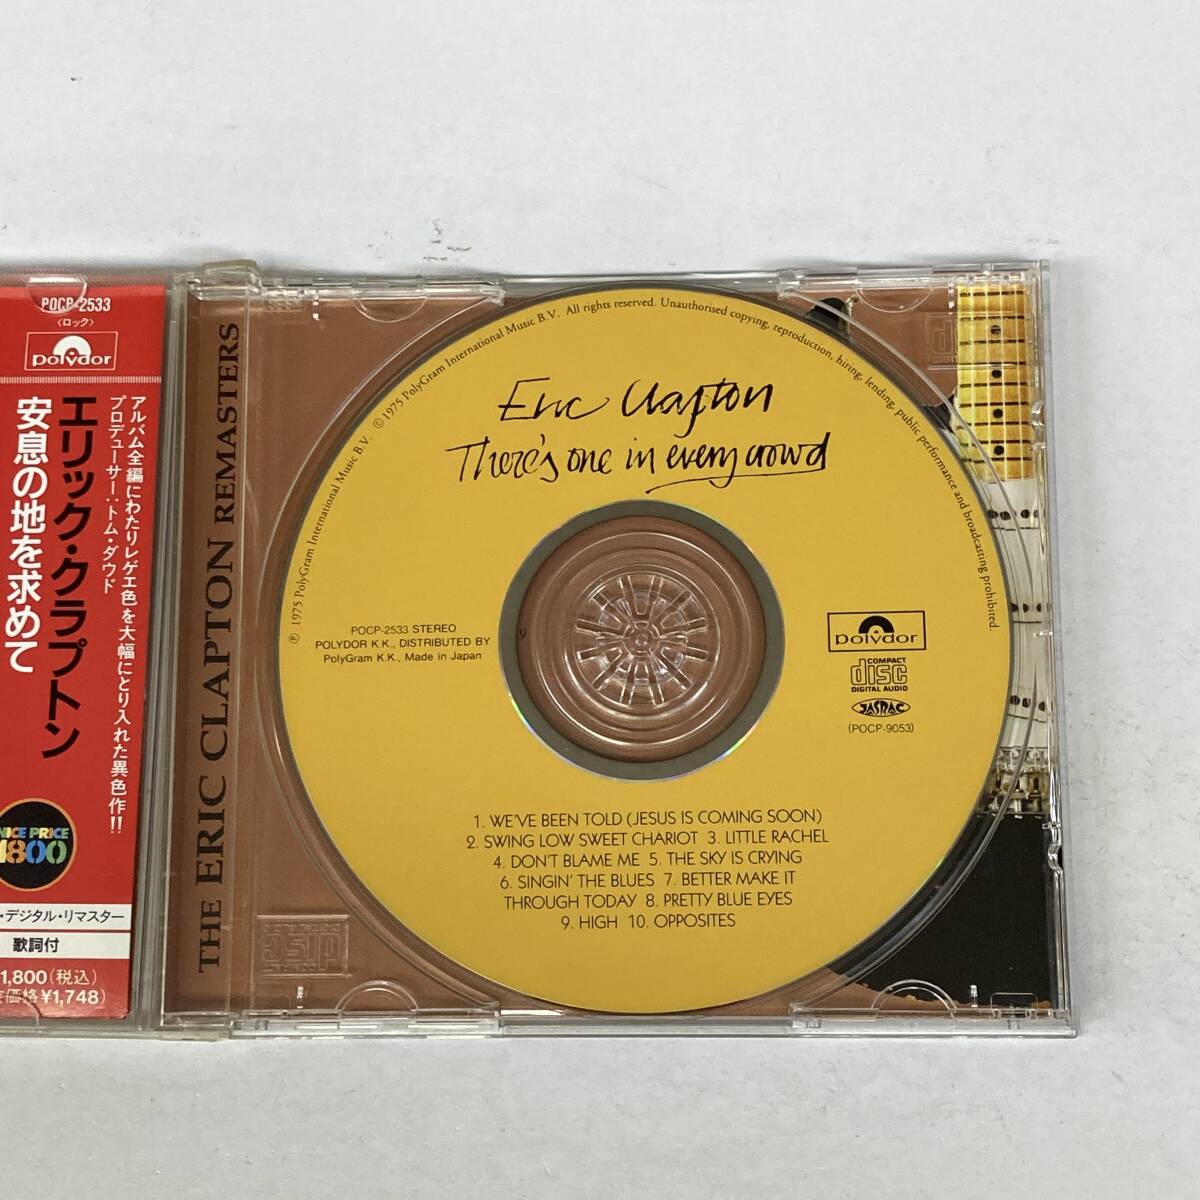 POCP-2533
〈ロック〉
polydor
アルバム全編にわたりレゲエ色を大幅にとり入れた異色作!!
プロデューサー:トム・ダウド
エリック・クラプトン
安息の地を求めて
NICE PRICE
1800
・デジタル・リマスター
歌詞付
1,800(税込)
価格¥1,748)
THE ERIC CLAPTON REMASTERS
Ⓟ 1975 PolyGram International Music B.V. ©1975 PolyGram International Music B.V. All rights reserved. Unauthorised copying, reproduction, hiring, lending, public performance and broadcasting prohibited.
Eric Clapton
There's one in every crowd
POCP-2533 STEREO
POLYDOR K.K., DISTRIBUTED BY
PolyGram K.K., Made in Japan
9
polydor
COMPACT
disc
DIGITAL AUDIO
JASRAC
(POCP-9053)
1. WE'VE BEEN TOLD (JESUS IS COMING SOON)
2. SWING LOW SWEET CHARIOT 3. LITTLE RACHEL
4. DON'T BLAME ME 5. THE SKY IS CRYING
6. SINGIN' THE BLUES 7. BETTER MAKE IT
THROUGH TODAY 8. PRETTY BLUE EYES
9. HIGH 10. OPPOSITES